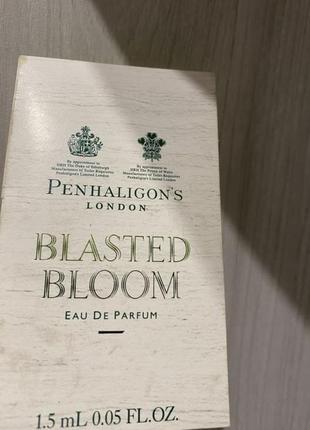 By appointment to
HRH The Duke of Edinburgh
Manufacturers of Toilet Requisites
Penhaligon's Limited London
By appointment to
HRH The Prince of Wales
Manufacturers of Toilet Requisites
Penhaligon's Limited London
PENHALIGON'S
LONDON
BLASTED
BLOOM
EAU DE PARFUM
1.5 mL 0.05 FL.OZ.